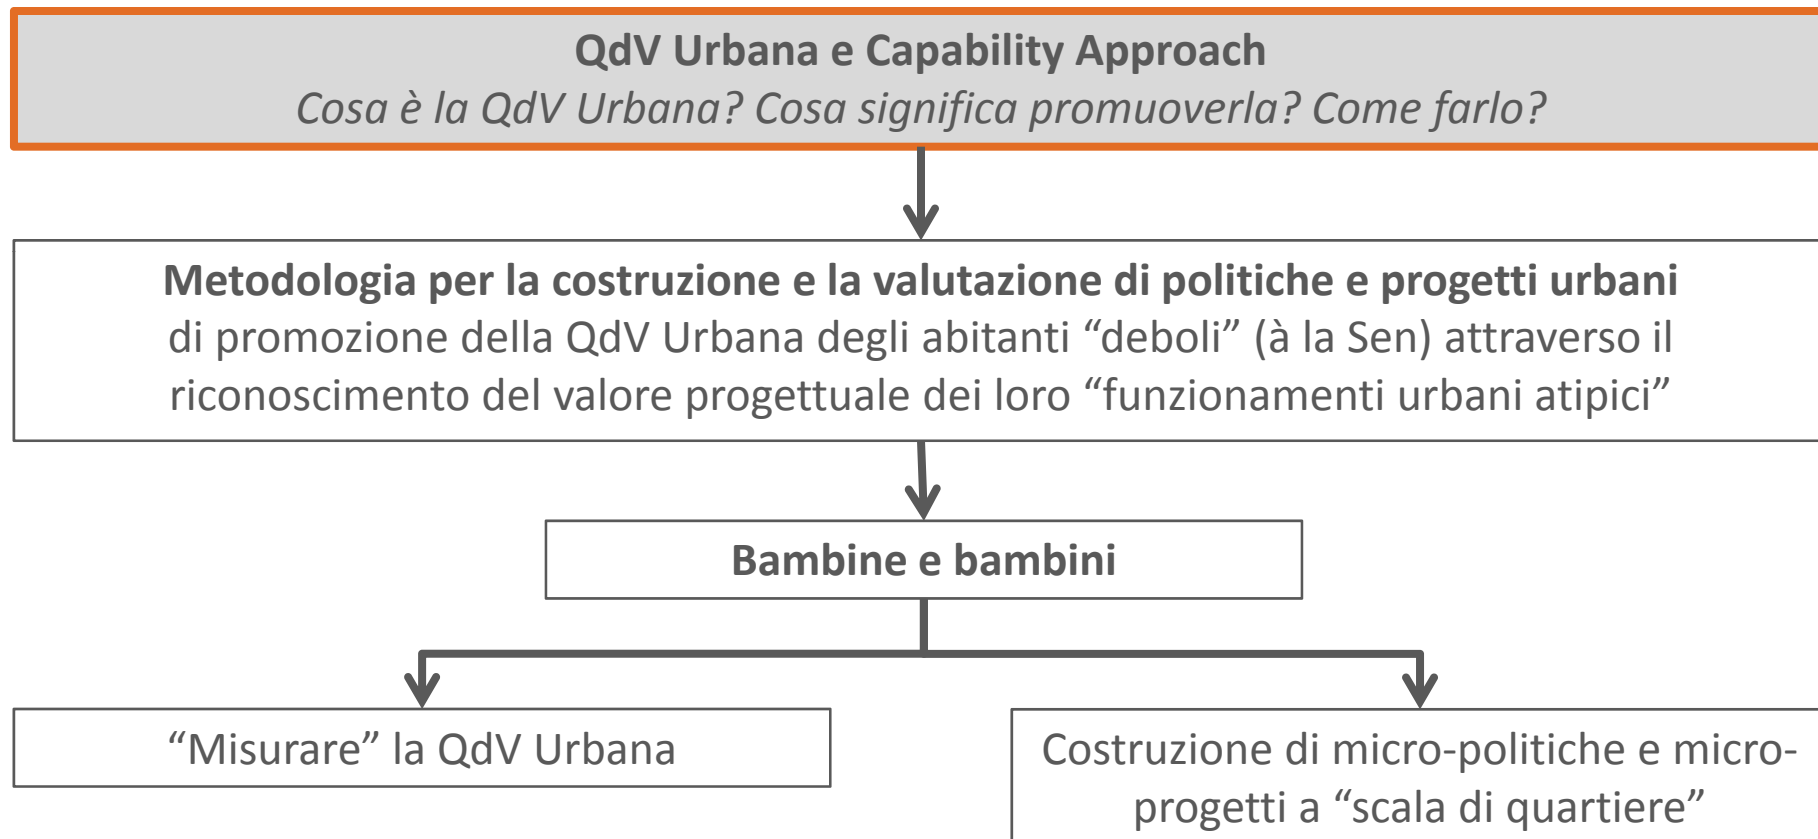 QdV Urbana e Capability Approach
Cosa è la QdV Urbana? Cosa significa promuoverla? Come farlo?
Metodologia per la costruzione e la valutazione di politiche e progetti urbani
di promozione della QdV Urbana degli abitanti “deboli” (à la Sen) attraverso il
riconoscimento del valore progettuale dei loro “funzionamenti urbani atipici”
Bambine e bambini
“Misurare” la QdV Urbana
Costruzione di micro-politiche e micro-
progetti a “scala di quartiere”